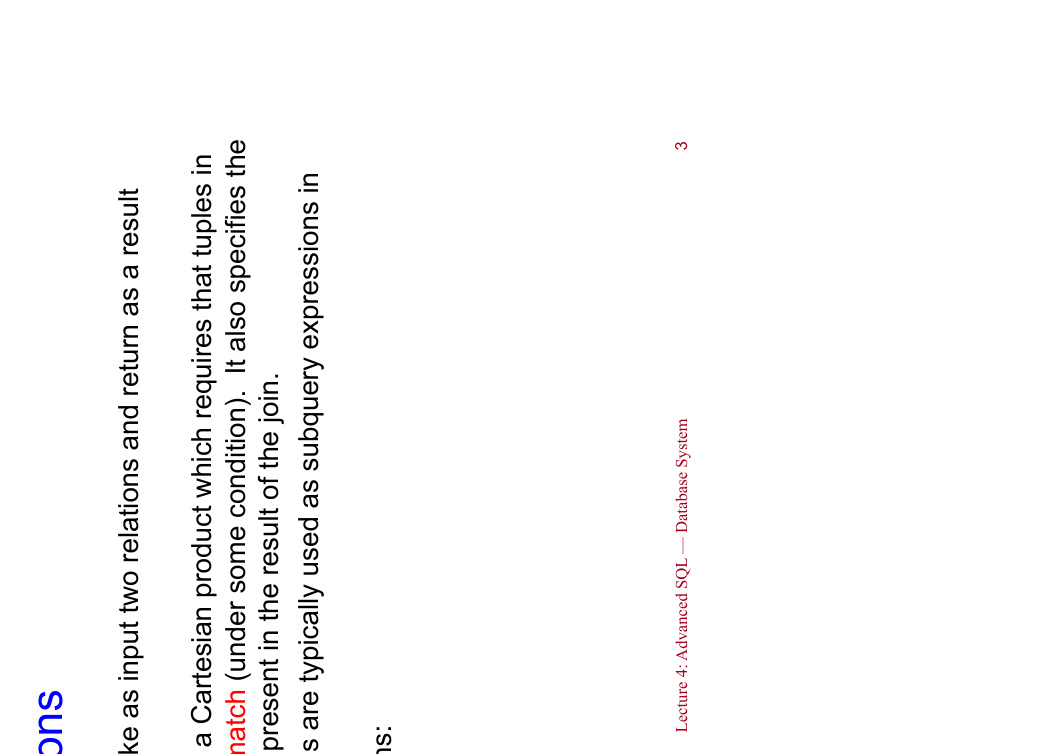 ons
ke as input two relations and return as a result
a Cartesian product which requires that tuples in
match (under some condition). It also specifies the
present in the result of the join.
s are typically used as subquery expressions in
ns:
Lecture 4: Advanced SQL — Database System 3